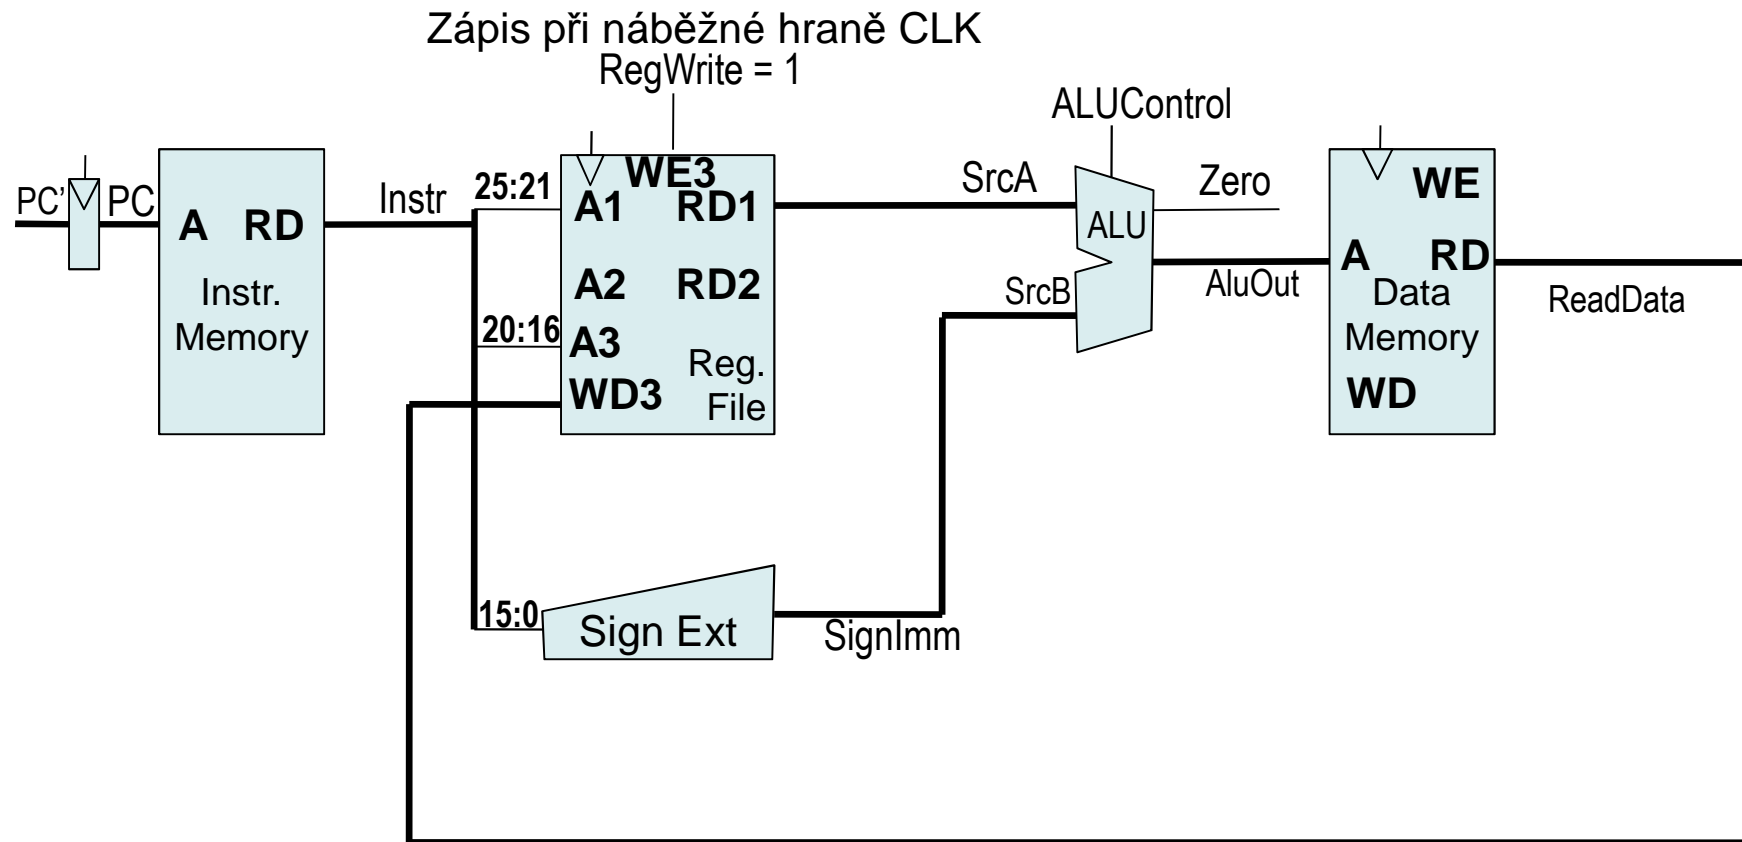 Zápis při náběžné hraně CLK
RegWrite = 1
ALUControl
PC'
PC
A RD
Instr.
Memory
Instr
25:21
20:16
15:0
WE3
A1 RD1
A2 RD2
A3
WD3
Reg.
File
Sign Ext
SignImm
SrcA
SrcB
ALU
Zero
AluOut
WE
A RD
Data
Memory
WD
ReadData